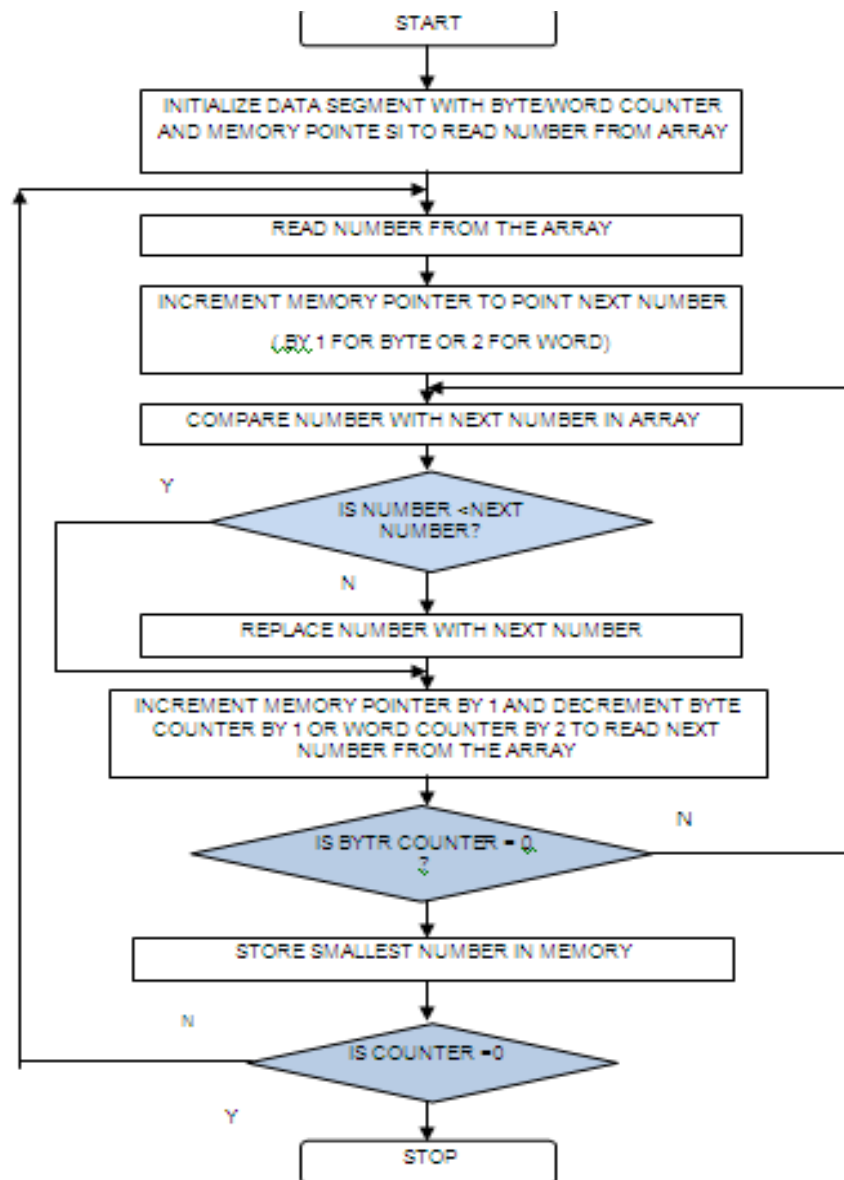 START
INITIALIZE DATA SEGMENT WITH BYTE/WORD COUNTER
AND MEMORY POINTE SI TO READ NUMBER FROM ARRAY
READ NUMBER FROM THE ARRAY
INCREMENT MEMORY POINTER TO POINT NEXT NUMBER
( BY 1 FOR BYTE OR 2 FOR WORD)
COMPARE NUMBER WITH NEXT NUMBER IN ARRAY
Y
IS NUMBER <NEXT
NUMBER?
N
REPLACE NUMBER WITH NEXT NUMBER
INCREMENT MEMORY POINTER BY 1 AND DECREMENT BYTE
COUNTER BY 1 OR WORD COUNTER BY 2 TO READ NEXT
NUMBER FROM THE ARRAY
N
IS BYTR COUNTER = 0
?
STORE SMALLEST NUMBER IN MEMORY
N
IS COUNTER =0
Y
STOP